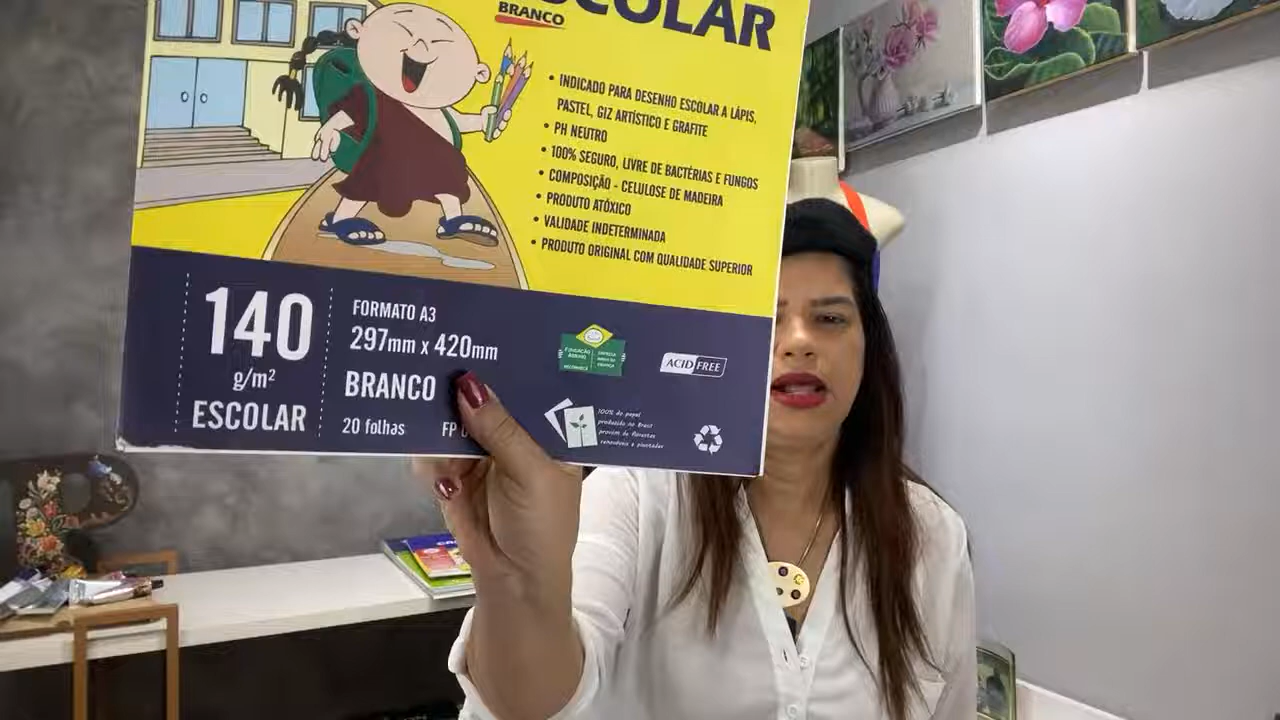 BRANCO
• INDICADO PARA DESENHO ESCOLAR A LÁPIS,
PASTEL, GIZ ARTÍSTICO E GRAFITE
• PH NEUTRO
• 100% SEGURO, LIVRE DE BACTÉRIAS E FUNGOS
• COMPOSIÇÃO - CELULOSE DE MADEIRA
• PRODUTO ATÓXICO
• VALIDADE INDETERMINADA
• PRODUTO ORIGINAL COM QUALIDADE SUPERIOR
140
g/m²
ESCOLAR
FORMATO A3
297mm x 420mm
BRANCO
20 folhas
FP
ACID FREE
100% do papel
produzido no Brasil
provém de florestas
renováveis e plantadas